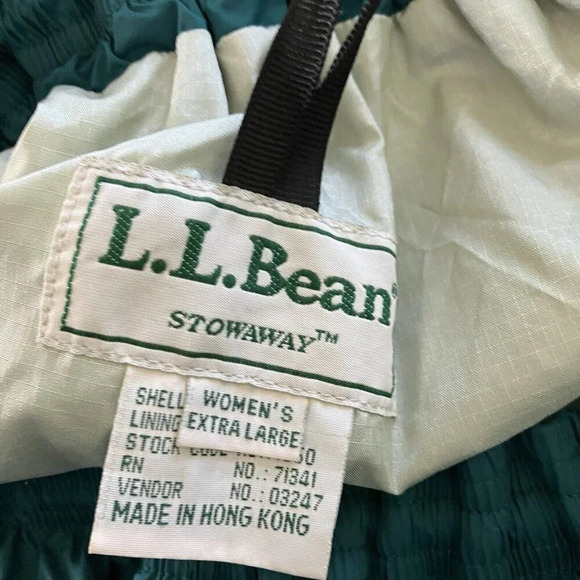 L.L.Bean®
STOWAWAY™
WOMEN'S
EXTRA LARGE
SHELL
LINING
STOCK
RN NO.: 71341
VENDOR NO.: 03247
MADE IN HONG KONG